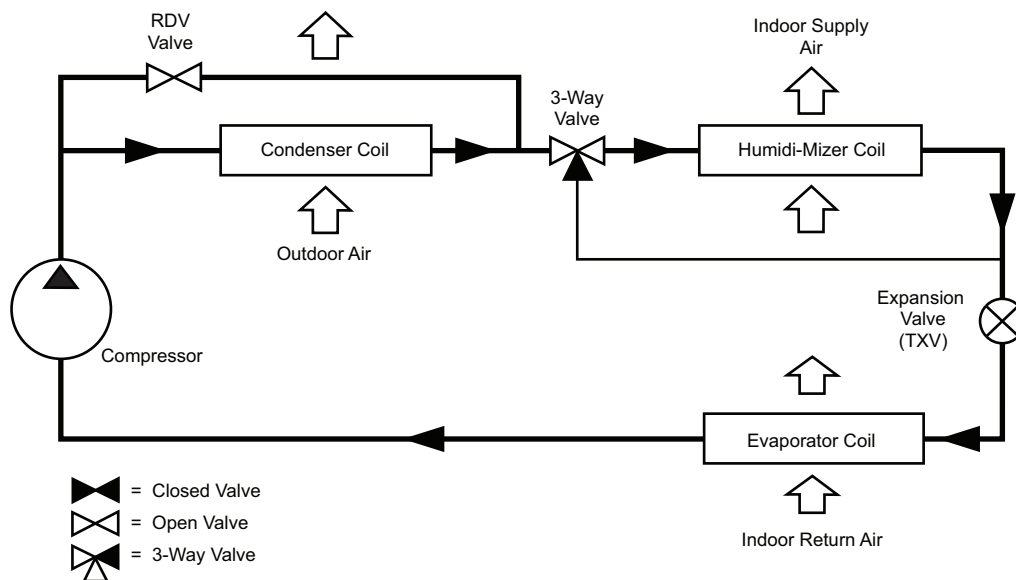 RDV
Valve
Indoor Supply
Air
3-Way
Valve
Condenser Coil
Humidi-Mizer Coil
Outdoor Air
Expansion
Valve
(TXV)
Compressor
Evaporator Coil
= Closed Valve
= Open Valve
= 3-Way Valve
Indoor Return Air